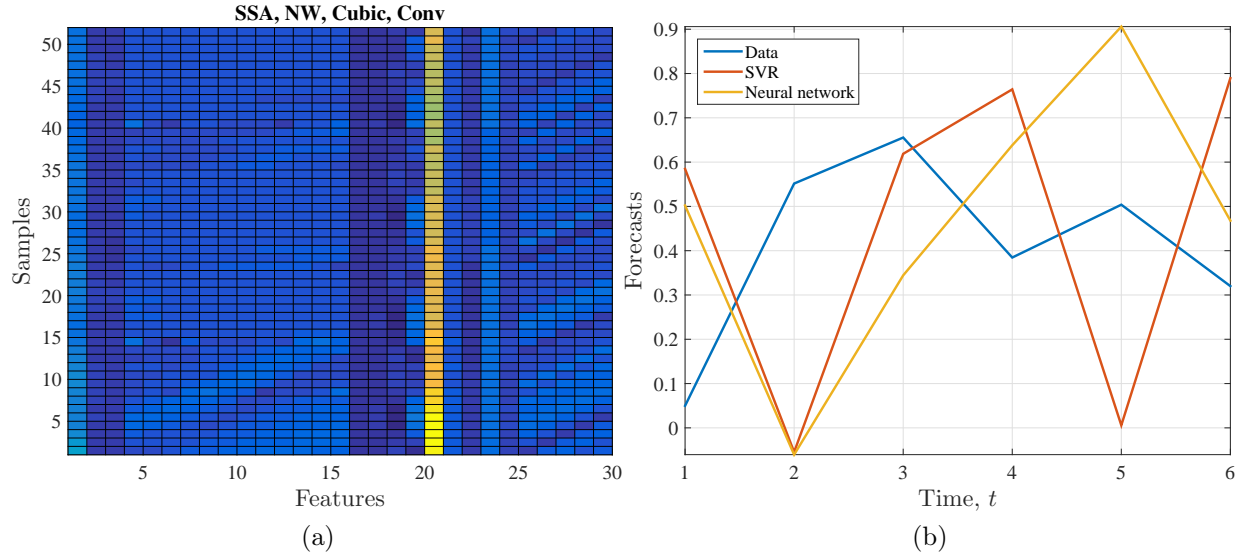 SSA, NW, Cubic, Conv
50
45
40
35
30
25
20
15
10
5
Samples
5 10 15 20 25 30
Features
(a)
Data
SVR
Neural network
0.9
0.8
0.7
0.6
0.5
0.4
0.3
0.2
0.1
0
Forecasts
1 2 3 4 5 6
Time, t
(b)